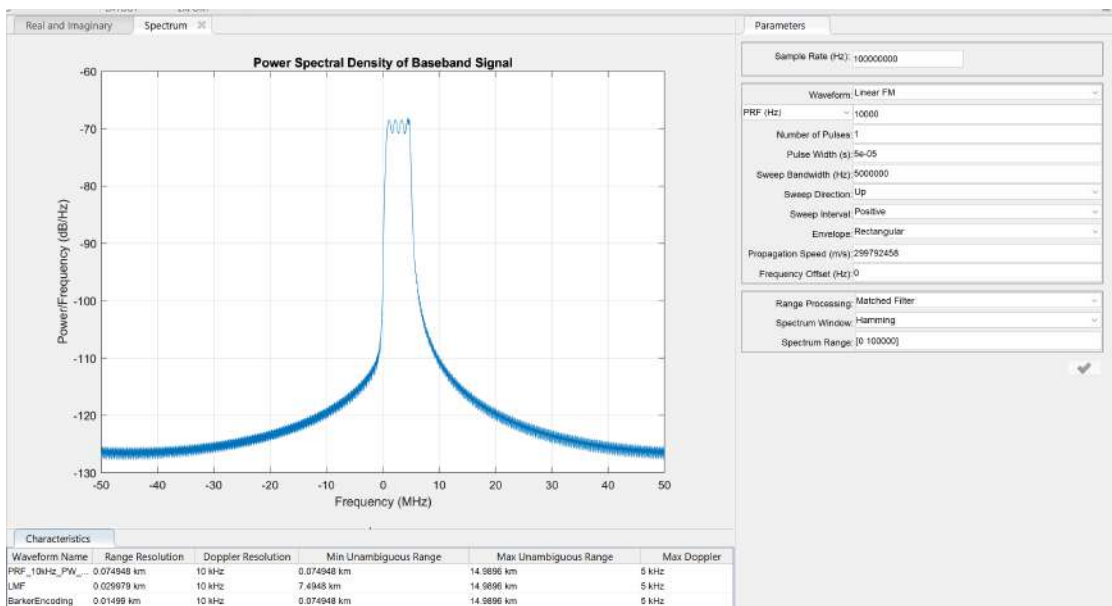 Real and Imaginary Spectrum
Power Spectral Density of Baseband Signal
Power/Frequency (dB/Hz)
-60
-70
-80
-90
-100
-110
-120
-130
-50 -40 -30 -20 -10 0 10 20 30 40 50
Frequency (MHz)
Parameters
Sample Rate (Hz): 100000000
Waveform: Linear FM
PRF (Hz) 10000
Number of Pulses: 1
Pulse Width (s): 5e-05
Sweep Bandwidth (Hz): 5000000
Sweep Direction: Up
Sweep Interval: Positive
Envelope: Rectangular
Propagation Speed (m/s): 299792458
Frequency Offset (Hz): 0
Range Processing: Matched Filter
Spectrum Window: Hamming
Spectrum Range: [0 100000]
Characteristics
Waveform Name Range Resolution Doppler Resolution Min Unambiguous Range Max Unambiguous Range Max Doppler
PRF_10kHz_PW_... 0.074948 km 10 kHz 0.074948 km 14.9896 km 5 kHz
LMF 0.029979 km 10 kHz 7.4948 km 14.9896 km 5 kHz
BarkerEncoding 0.01499 km 10 kHz 0.074948 km 14.9896 km 5 kHz